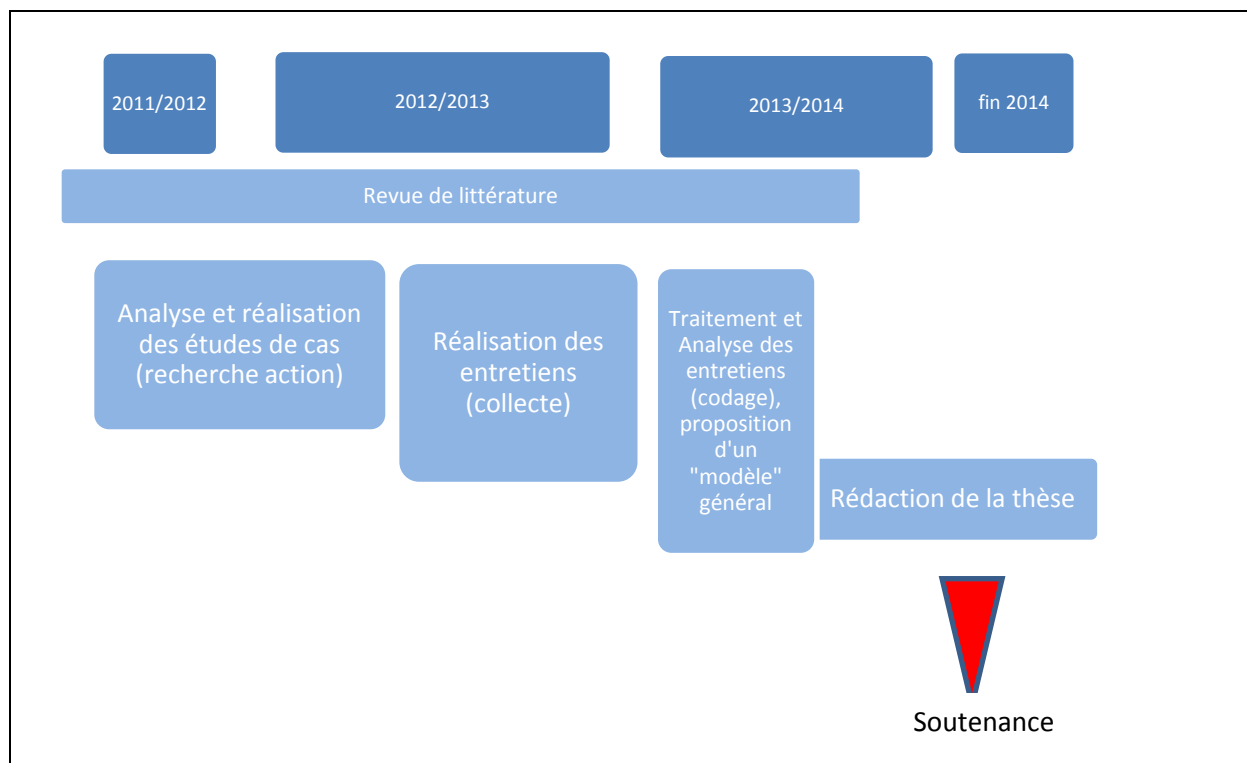 2011/2012
2012/2013
2013/2014
fin 2014
Revue de littérature
Analyse et réalisation
des études de cas
(recherche action)
Réalisation des
entretiens
(collecte)
Traitement et
Analyse des
entretiens
(codage),
proposition
d'un
"modèle"
général
Rédaction de la thèse
Soutenance